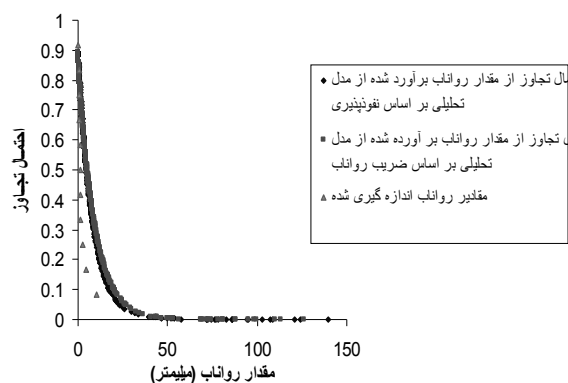 1
0.9
0.8
0.7
0.6
0.5
0.4
0.3
0.2
0.1
0
احتمال تجاوز
0 50 100 150
مقدار رواناب (میلیمتر)
تجاوز از مقدار رواناب برآورد شده از مدل
تحلیلی بر اساس نفوذپذیری
تجاوز از مقدار رواناب بر آورده شده از مدل
تحلیلی بر اساس ضریب رواناب
مقادیر رواناب اندازه گیری شده